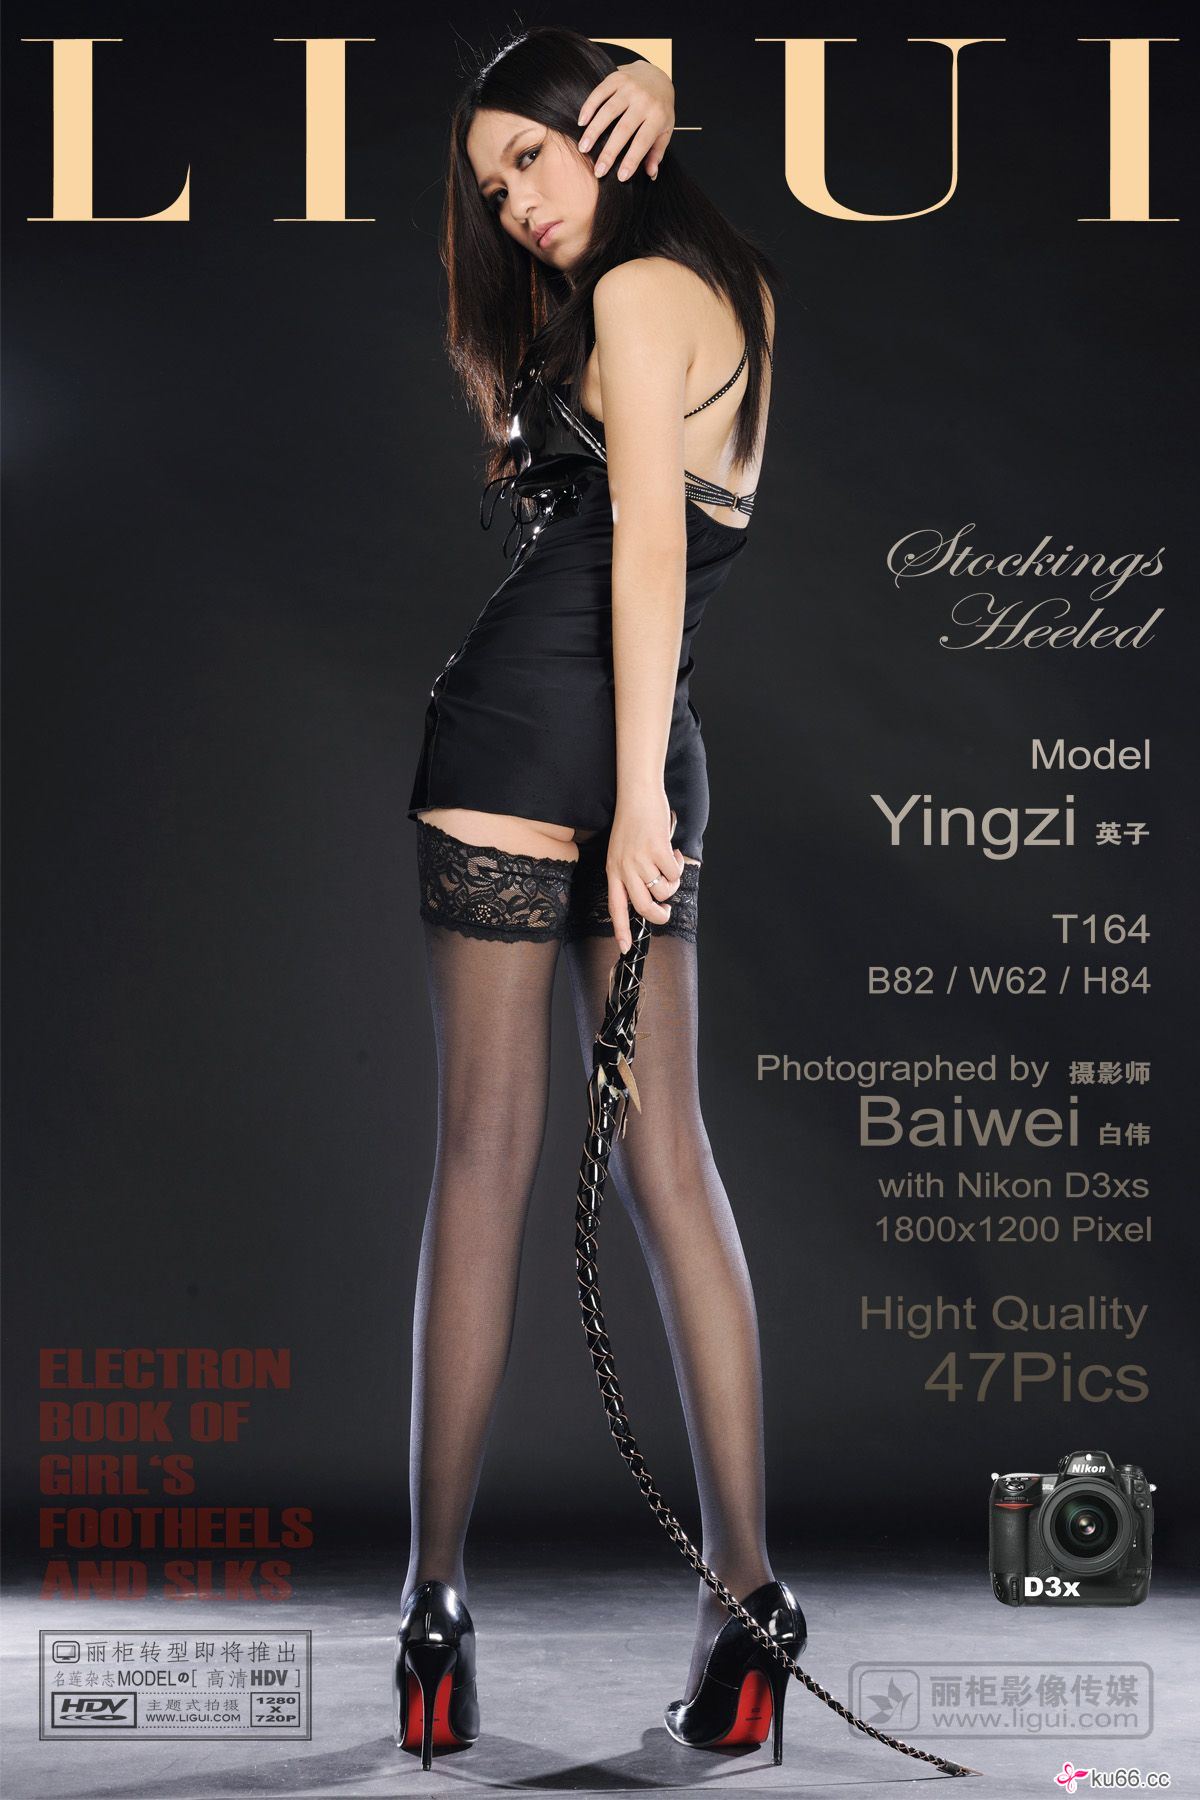 LIGUI
Stockings
Heeled
Model
Yingzi 英子
T164
B82 / W62 / H84
Photographed by 摄影师
Baiwei 白伟
with Nikon D3xs
1800x1200 Pixel
Hight Quality
47Pics
Nikon
D3x
ELECTRON
BOOK OF
GIRL‘S
FOOTHEELS
AND SLKS
丽柜转型即将推出
名莲杂志MODELの[ 高清HDV ]
HDV 主题式拍摄 WWW.LIGUI.COM 1280 X 720P
丽柜影像传媒
www.ligui.com
ku66.cc